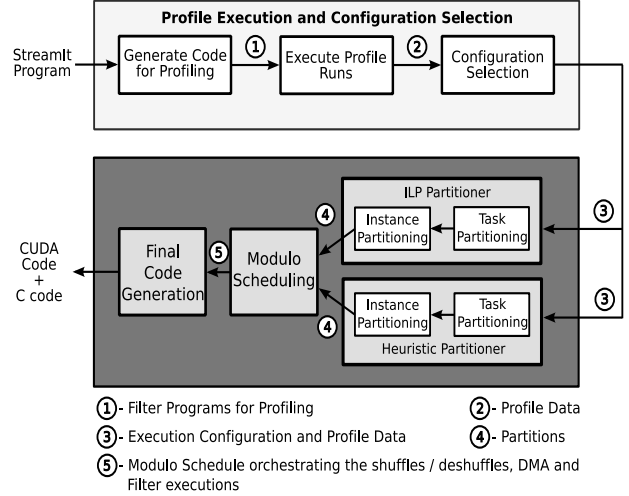 Profile Execution and Configuration Selection
StreamIt
Program
Generate Code
for Profiling
1
Execute Profile
Runs
2
Configuration
Selection
ILP Partitioner
Instance
Partitioning
Task
Partitioning
3
4
CUDA
Code
+
C code
Final
Code
Generation
5
Modulo
Scheduling
4
Instance
Partitioning
Task
Partitioning
Heuristic Partitioner
3
1 - Filter Programs for Profiling
2 - Profile Data
3 - Execution Configuration and Profile Data
4 - Partitions
5 - Modulo Schedule orchestrating the shuffles / deshuffles, DMA and
Filter executions